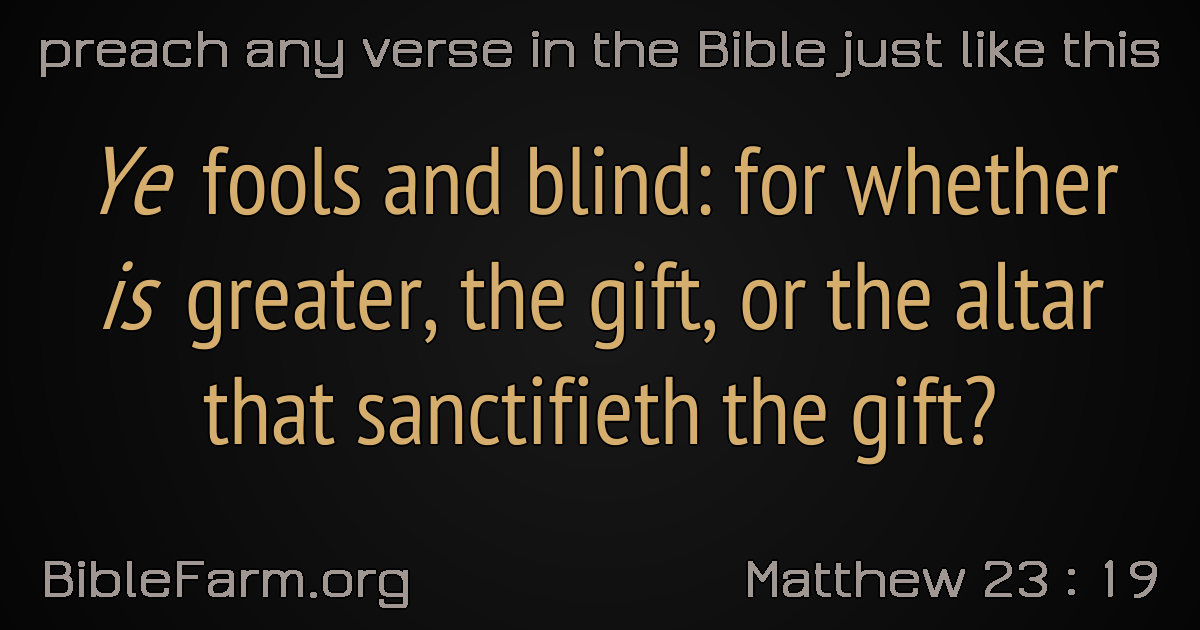 preach any verse in the Bible just like this
Ye fools and blind: for whether
is greater, the gift, or the altar
that sanctifieth the gift?
BibleFarm.org
Matthew 23 : 19